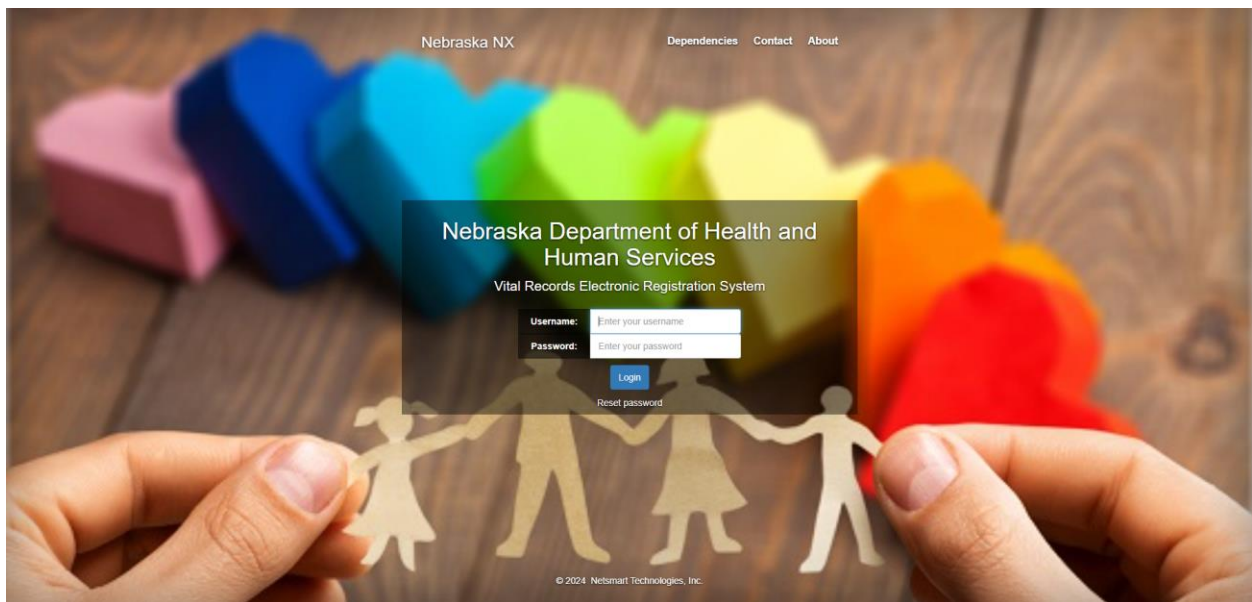 Nebraska NX
Dependencies Contact About
Nebraska Department of Health and
Human Services
Vital Records Electronic Registration System
Username: Enter your username
Password: Enter your password
Login
Reset password
© 2024 Netsmart Technologies, Inc.